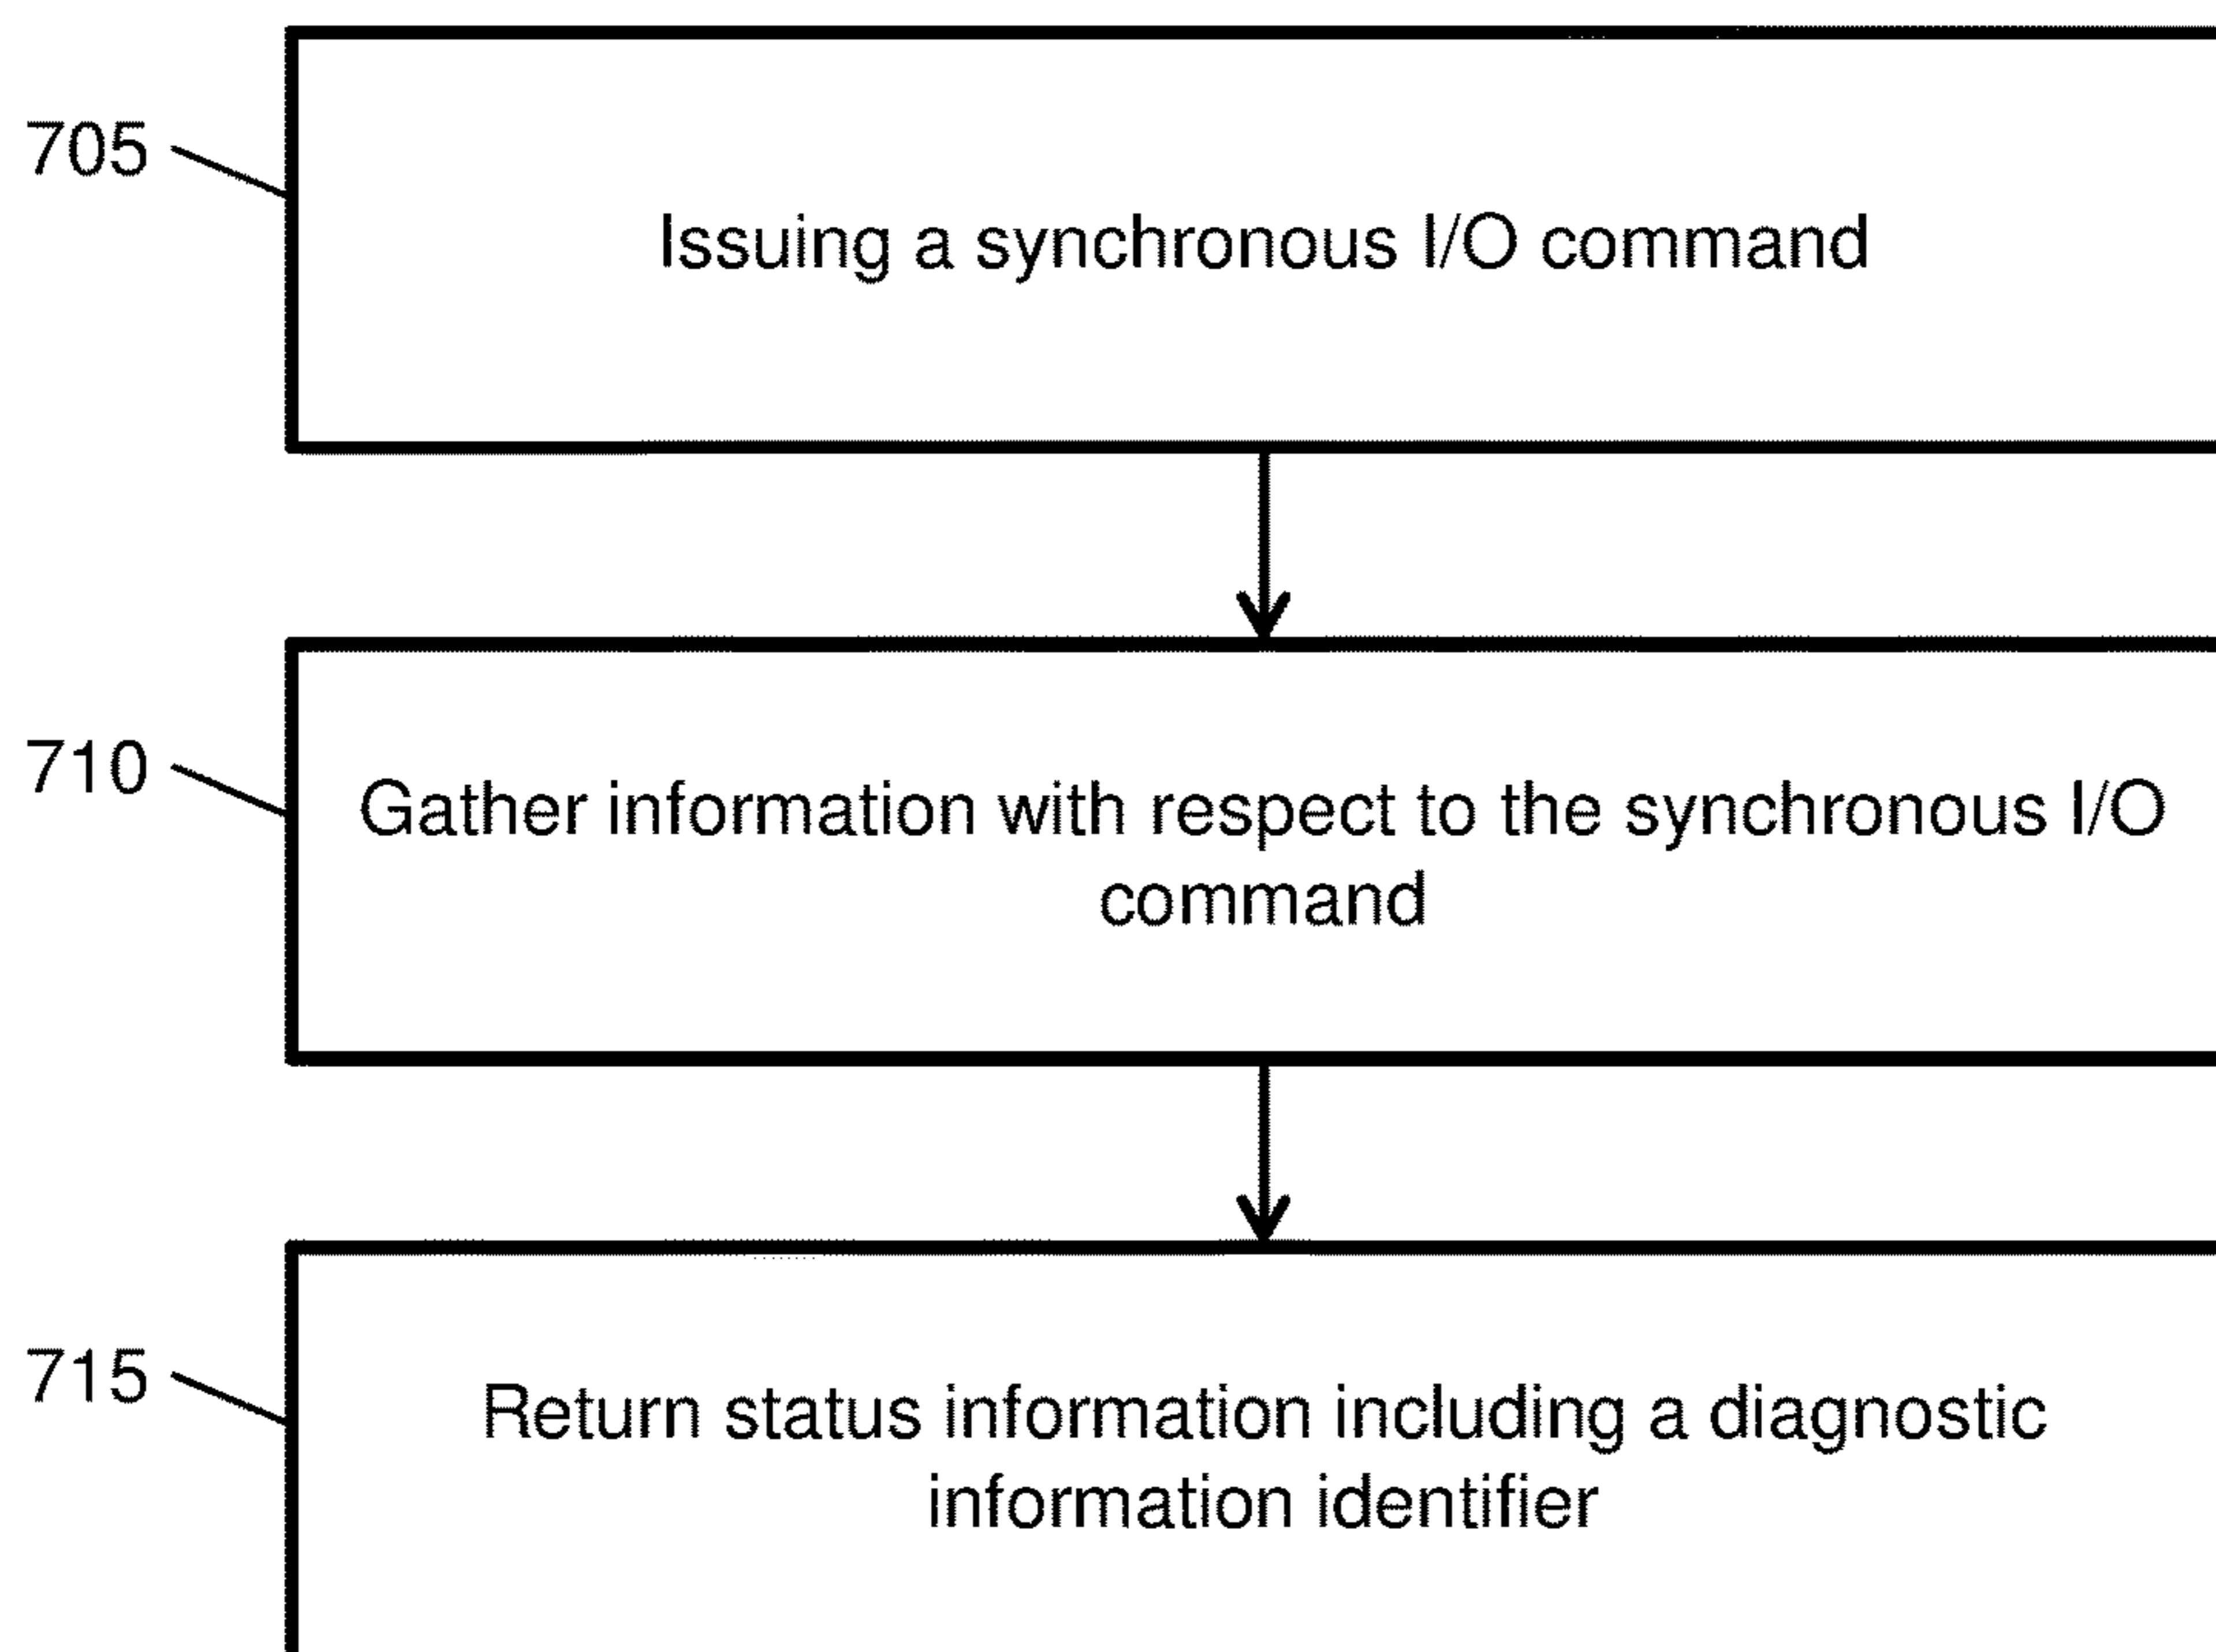 705
Issuing a synchronous I/O command
710
Gather information with respect to the synchronous I/O
command
715
Return status information including a diagnostic
information identifier